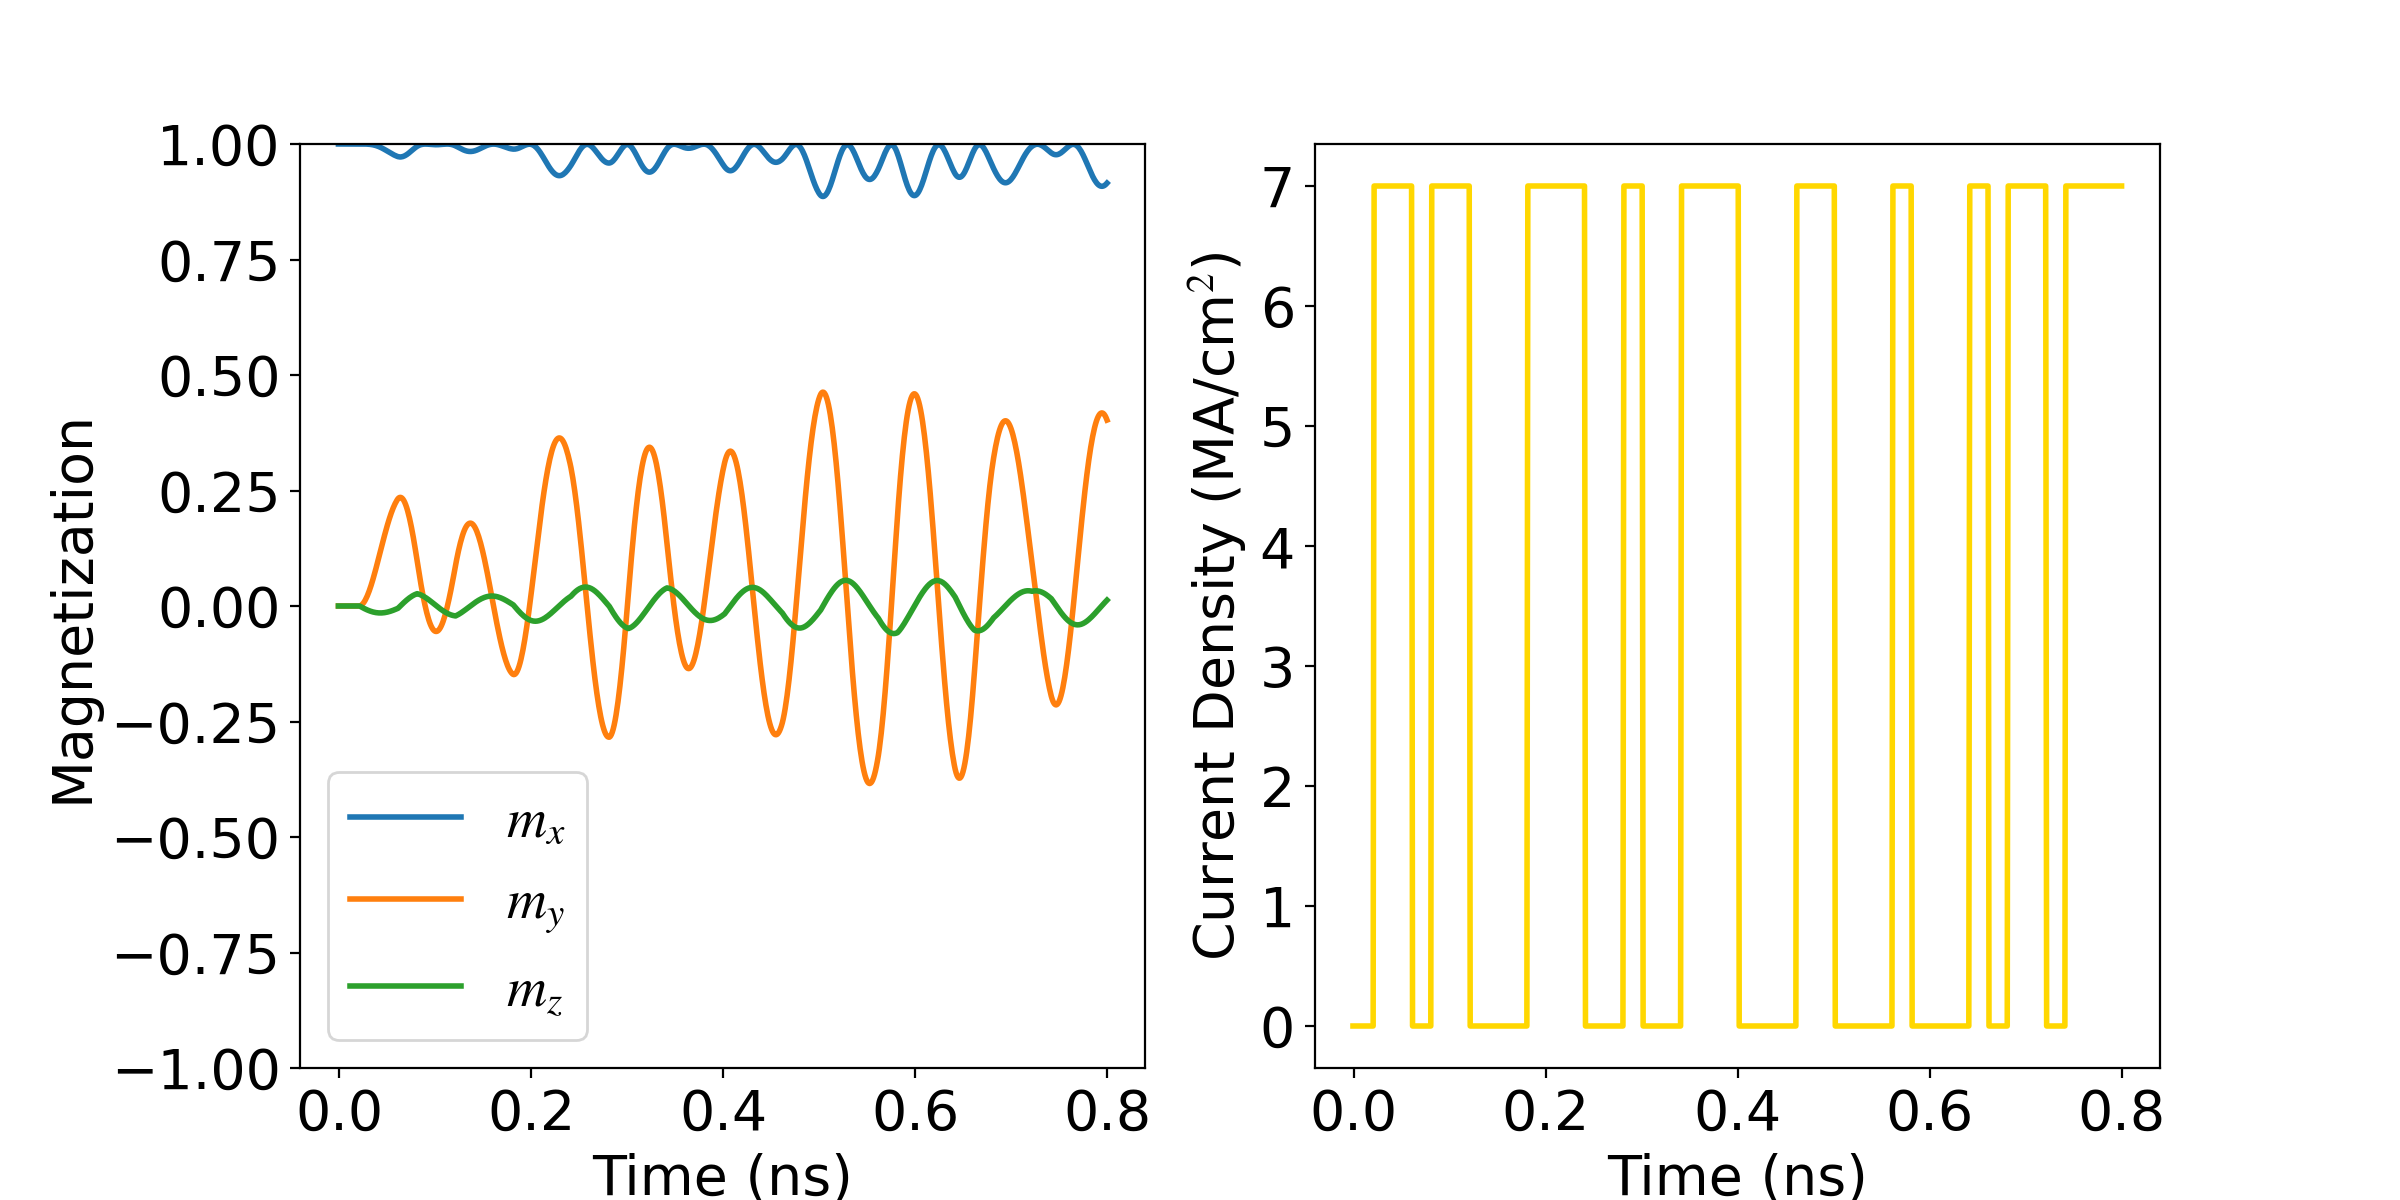 Magnetization
1.00
0.75
0.50
0.25
0.00
−0.25
−0.50
−0.75
−1.00
m_x
m_y
m_z
0.0 0.2 0.4 0.6 0.8
Time (ns)
Current Density (MA/cm²)
7
6
5
4
3
2
1
0
0.0 0.2 0.4 0.6 0.8
Time (ns)